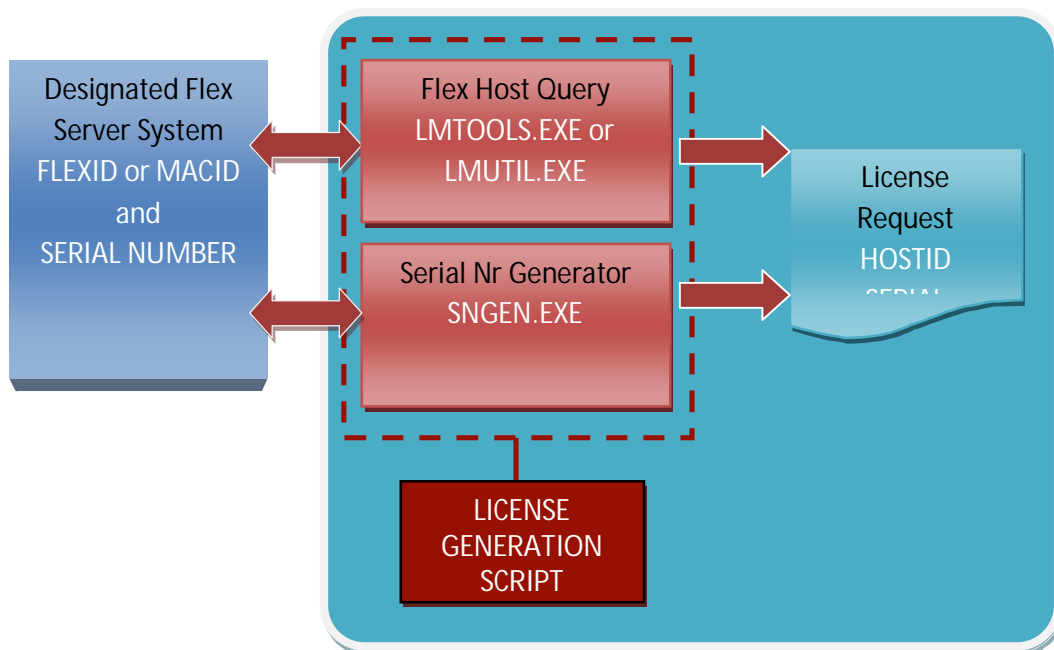 Designated Flex
Server System
FLEXID or MACID
and
SERIAL NUMBER
Flex Host Query
LMTOOLS.EXE or
LMUTIL.EXE
Serial Nr Generator
SNGEN.EXE
License
Request
HOSTID
SERIAL
LICENSE
GENERATION
SCRIPT